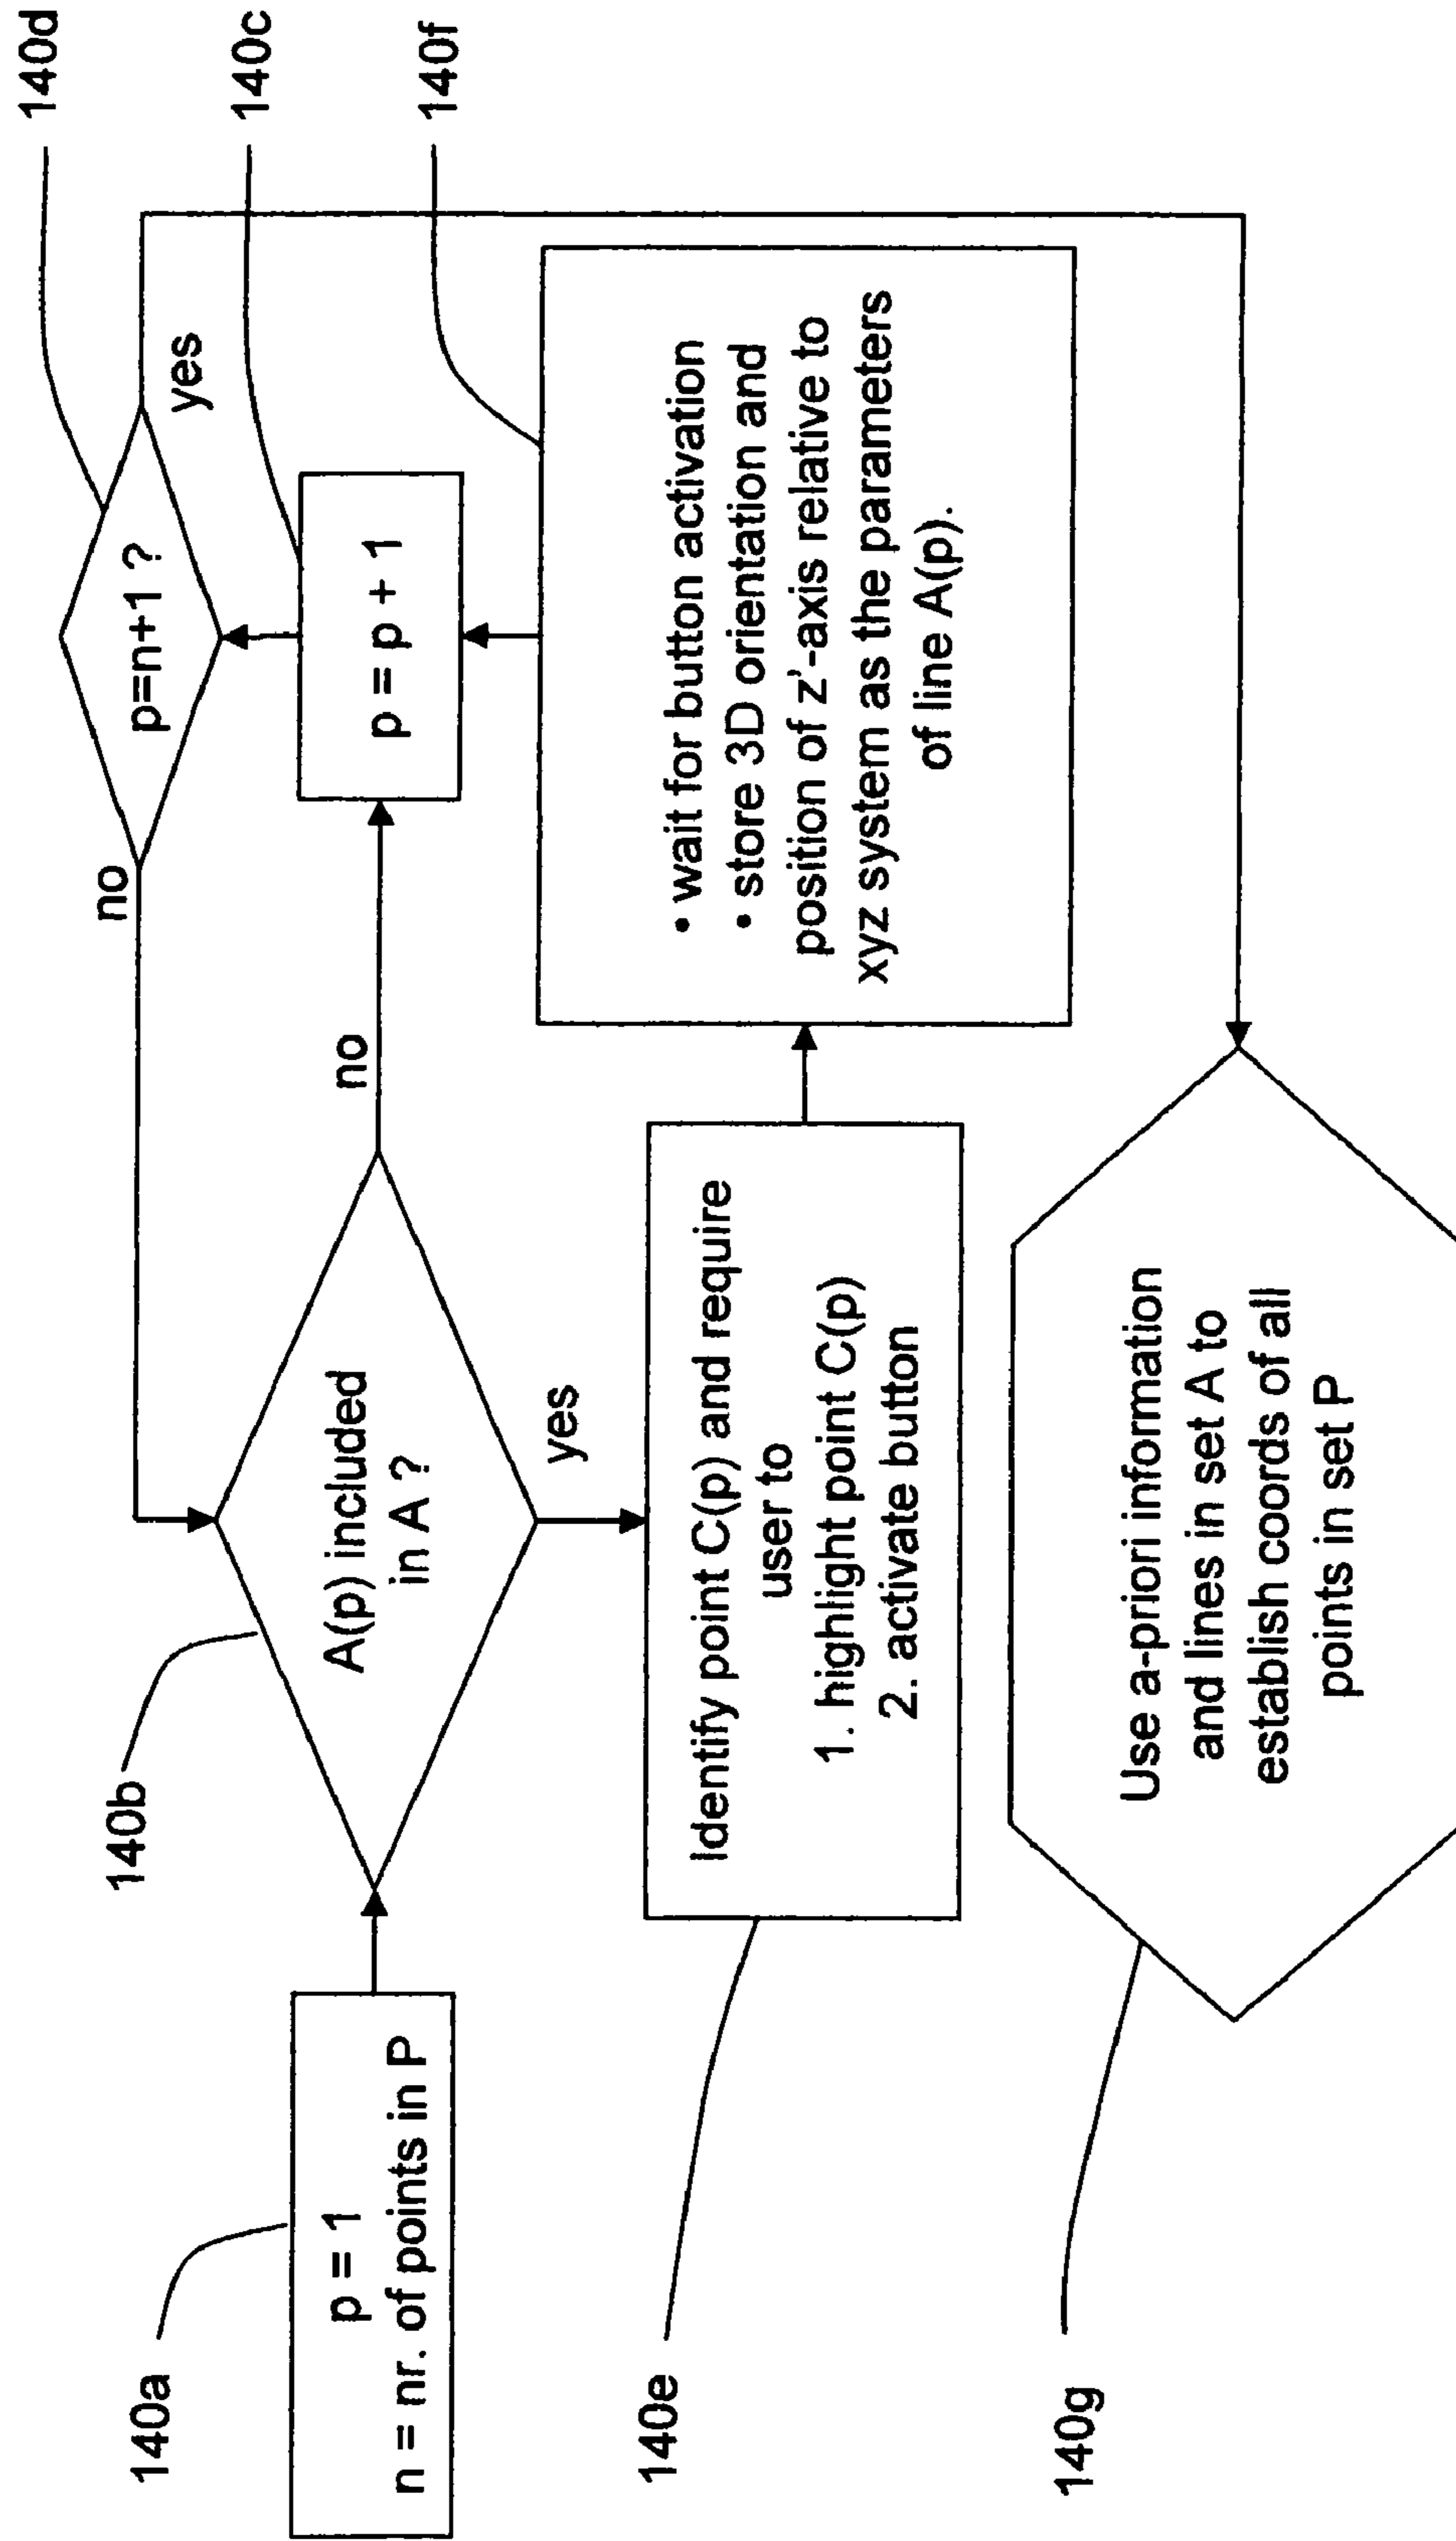 140a
p = 1
n = nr. of points in P
140b
A(p) included
in A ?
no
yes
140d
p=n+1 ?
no
yes
140c
p = p + 1
140e
Identify point C(p) and require
user to
1. highlight point C(p)
2. activate button
140f
• wait for button activation
• store 3D orientation and
position of z'-axis relative to
xyz system as the parameters
of line A(p).
140g
Use a-priori information
and lines in set A to
establish coords of all
points in set P